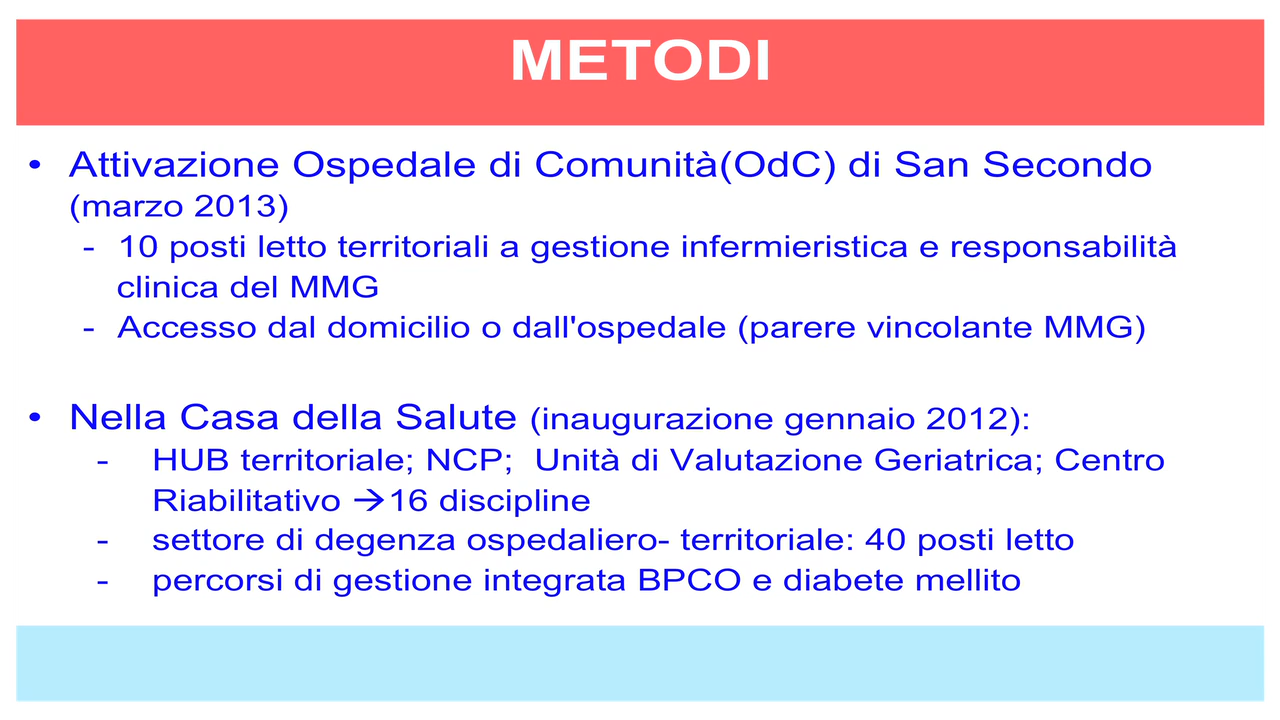 METODI
• Attivazione Ospedale di Comunità(OdC) di San Secondo
(marzo 2013)
- 10 posti letto territoriali a gestione infermieristica e responsabilità
clinica del MMG
- Accesso dal domicilio o dall'ospedale (parere vincolante MMG)
• Nella Casa della Salute (inaugurazione gennaio 2012):
- HUB territoriale; NCP;  Unità di Valutazione Geriatrica; Centro
Riabilitativo →16 discipline
- settore di degenza ospedaliero- territoriale: 40 posti letto
- percorsi di gestione integrata BPCO e diabete mellito